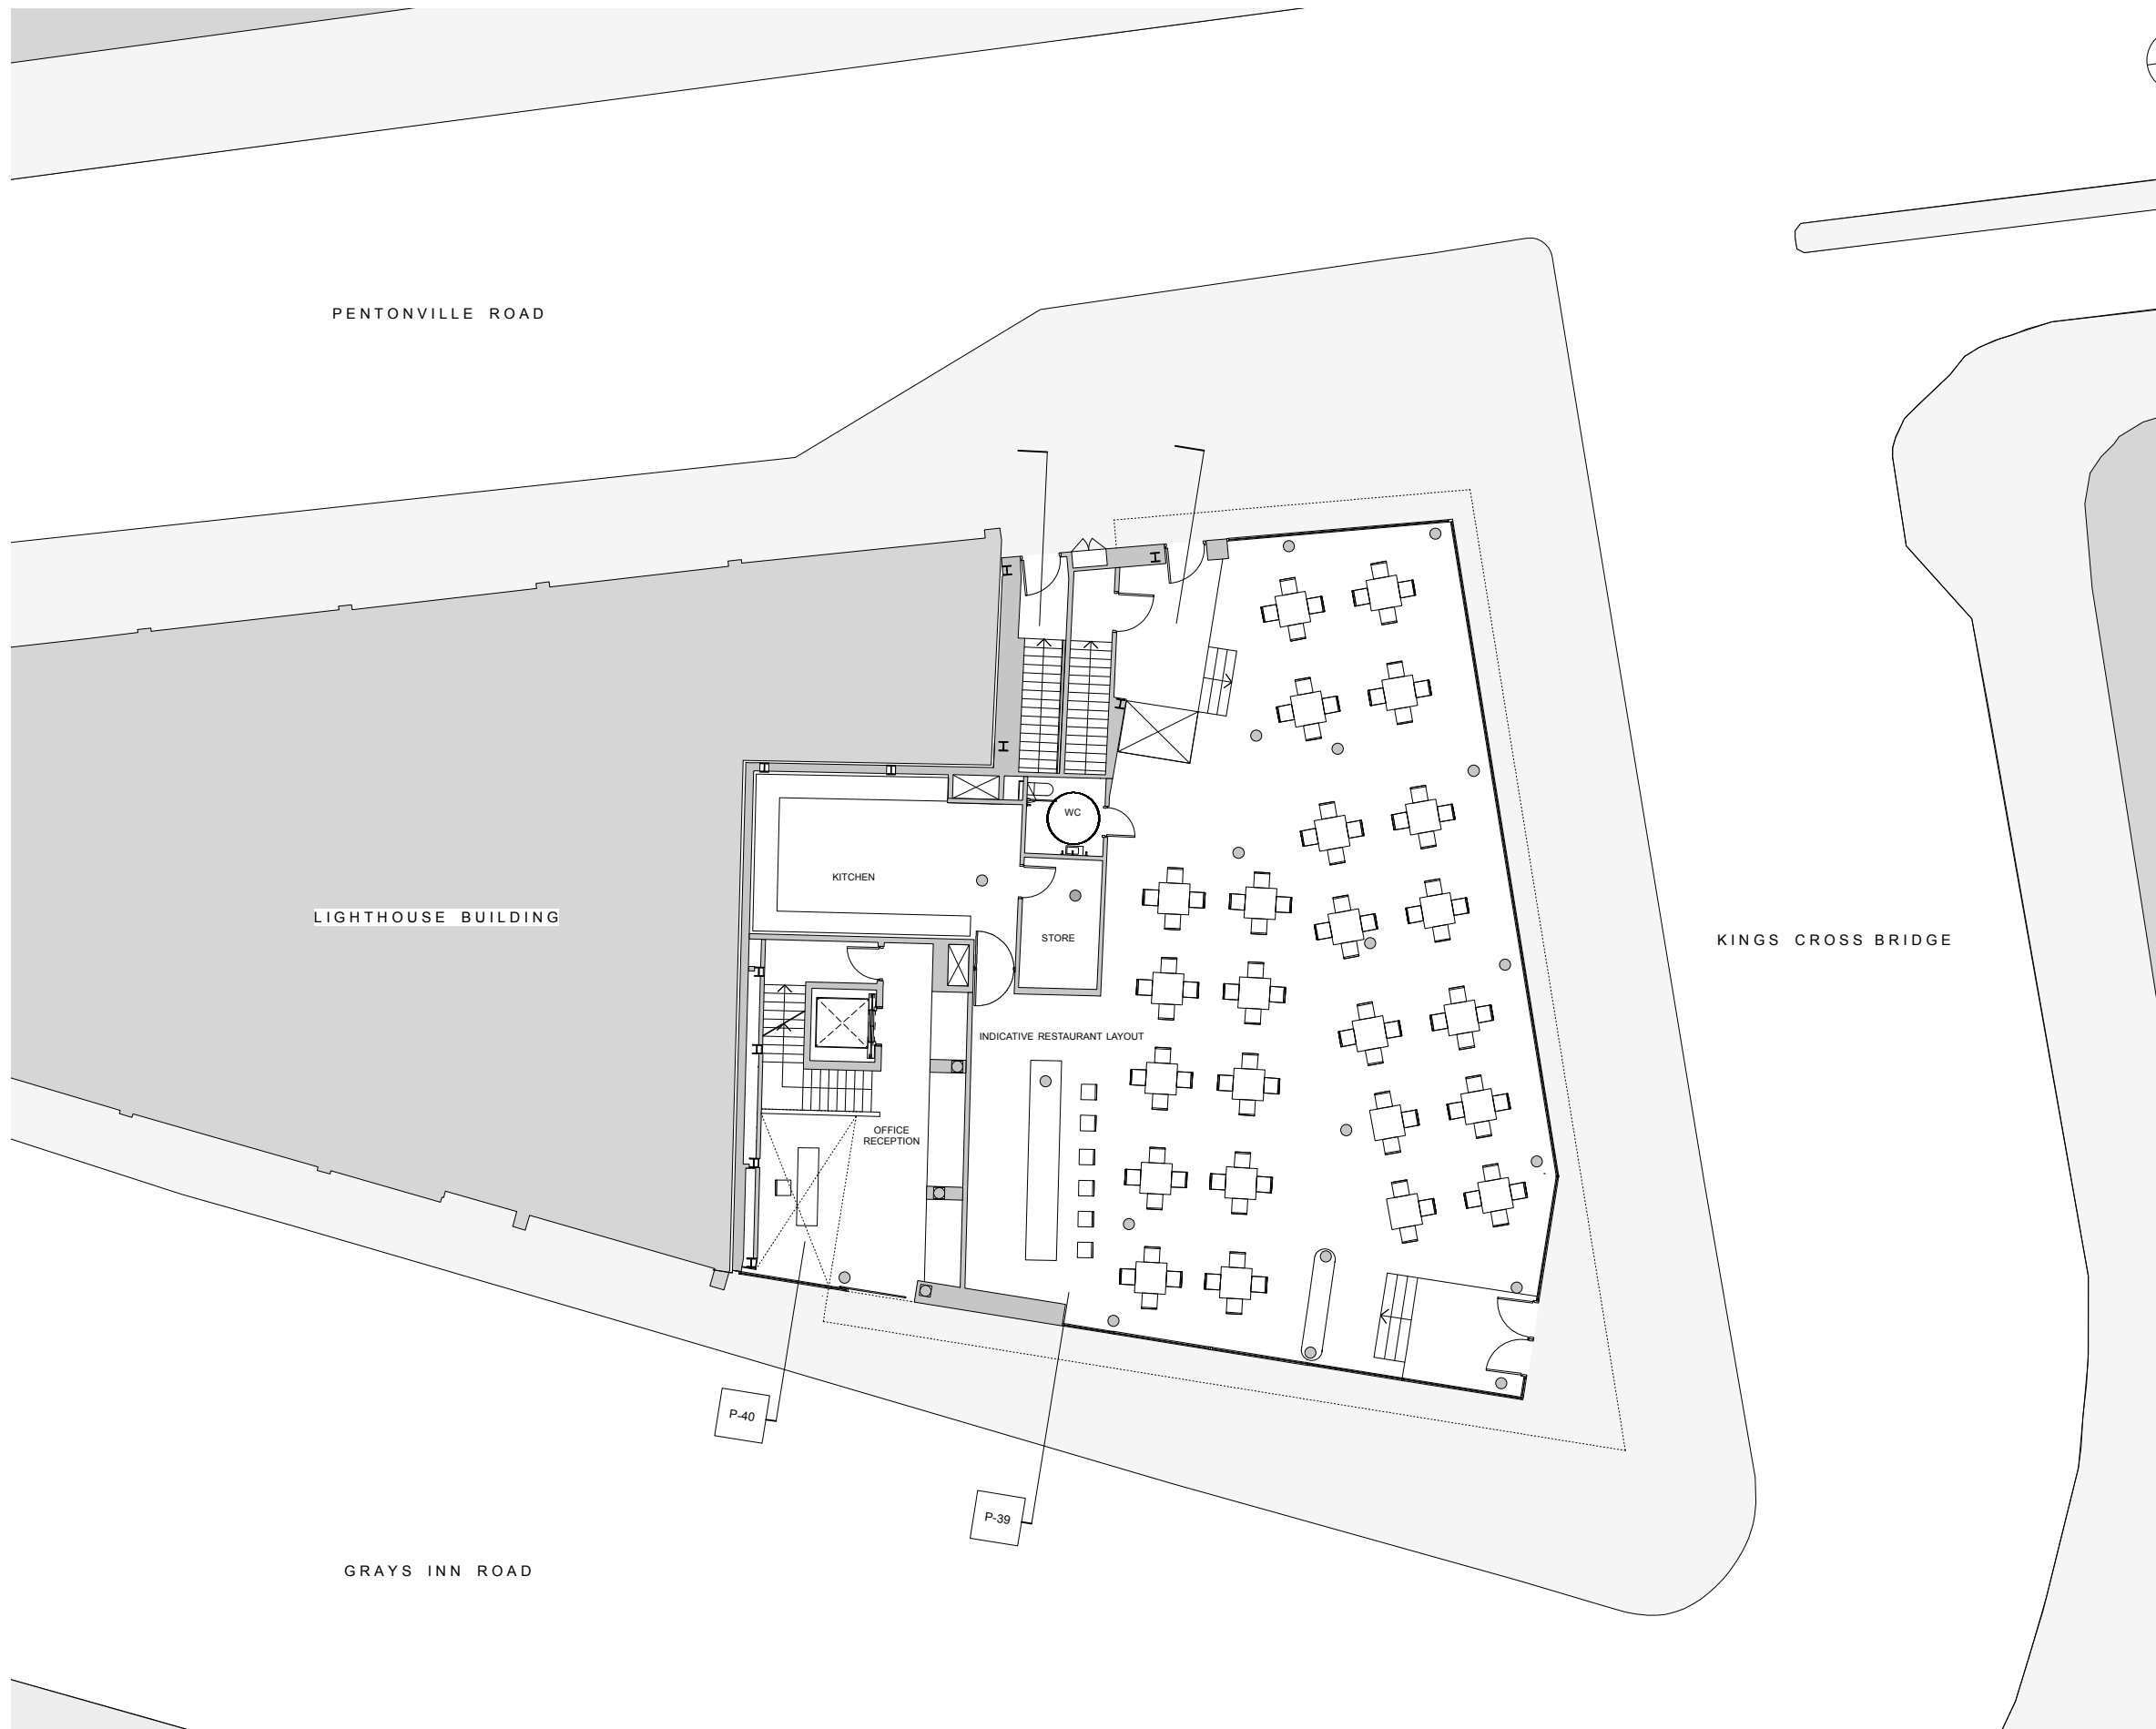 PENTONVILLE ROAD
WC
KITCHEN
LIGHTHOUSE BUILDING
STORE
KINGS CROSS BRIDGE
INDICATIVE RESTAURANT LAYOUT
OFFICE
RECEPTION
P-40
P-39
GRAYS INN ROAD